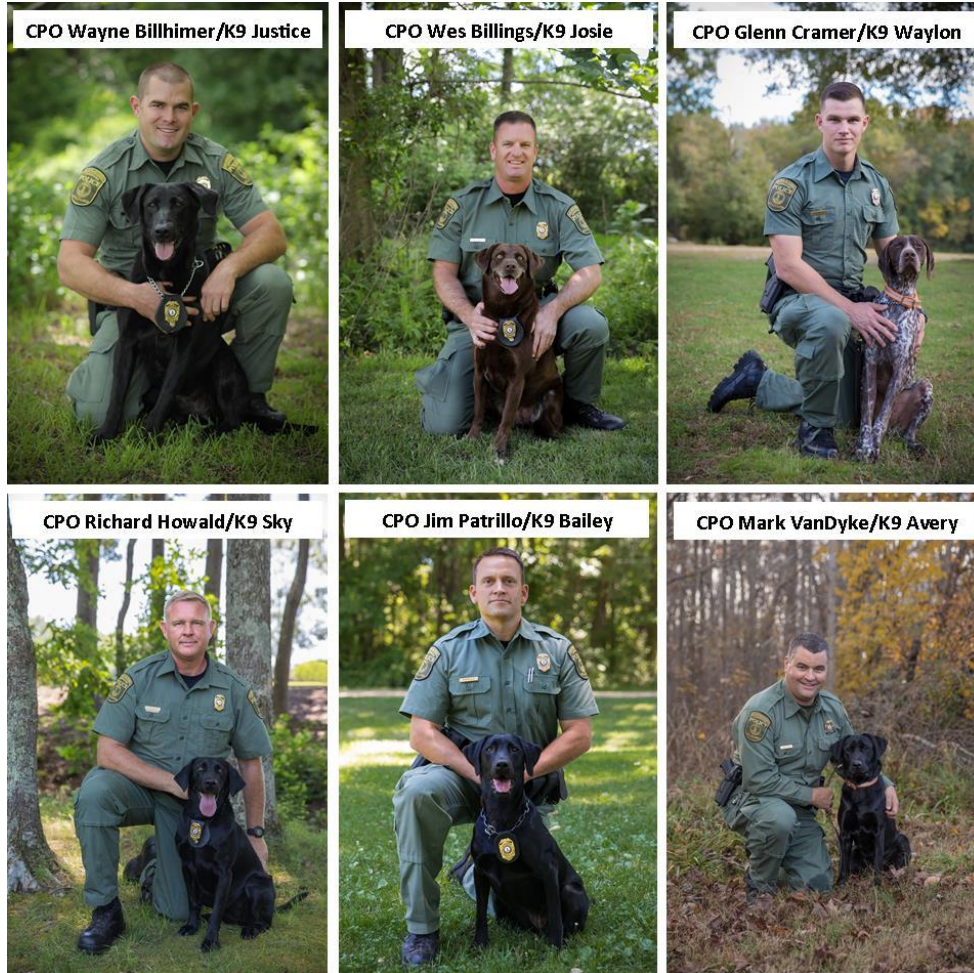 CPO Wayne Billhimer/K9 Justice
CPO Wes Billings/K9 Josie
CPO Glenn Cramer/K9 Waylon
POLICE
CPO Richard Howald/K9 Sky
CPO Jim Patrillo/K9 Bailey
CPO Mark VanDyke/K9 Avery